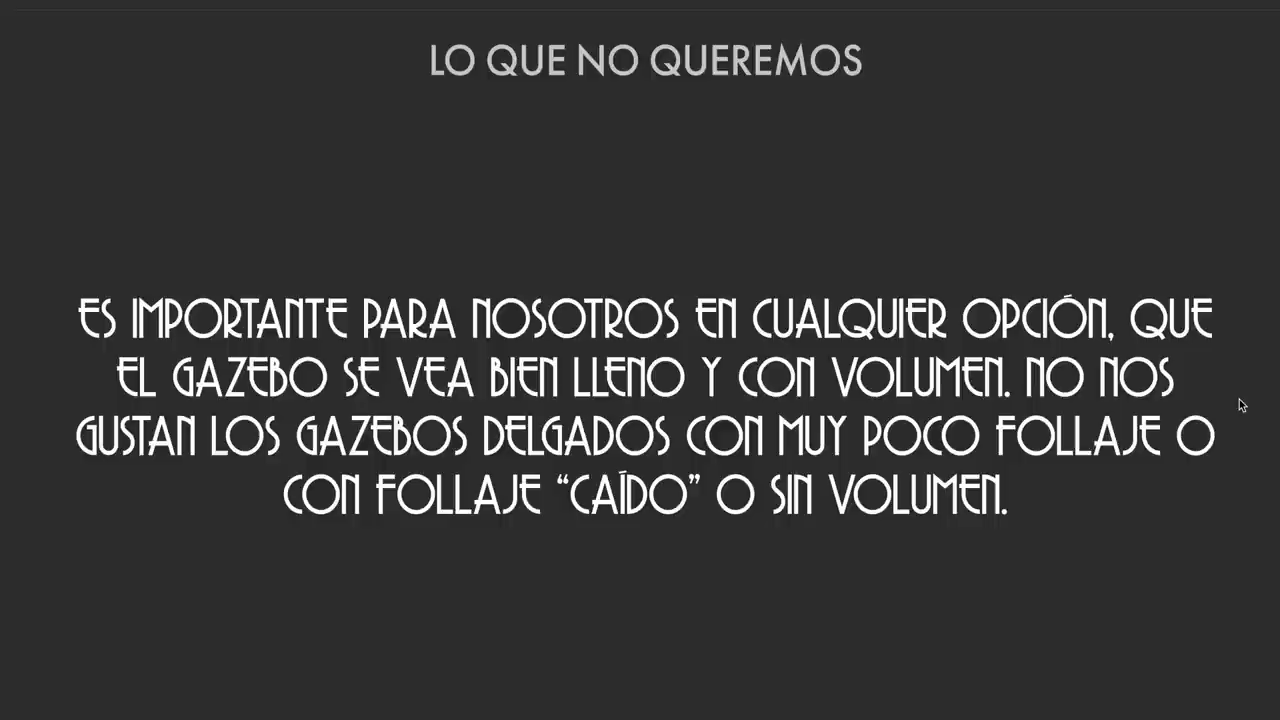 LO QUE NO QUEREMOS
ES IMPORTANTE PARA NOSOTROS EN CUALQUIER OPCIÓN, QUE
EL GAZEBO SE VEA BIEN LLENO Y CON VOLUMEN. NO NOS
GUSTAN LOS GAZEBOS DELGADOS CON MUY POCO FOLLAJE O
CON FOLLAJE “CAÍDO” O SIN VOLUMEN.